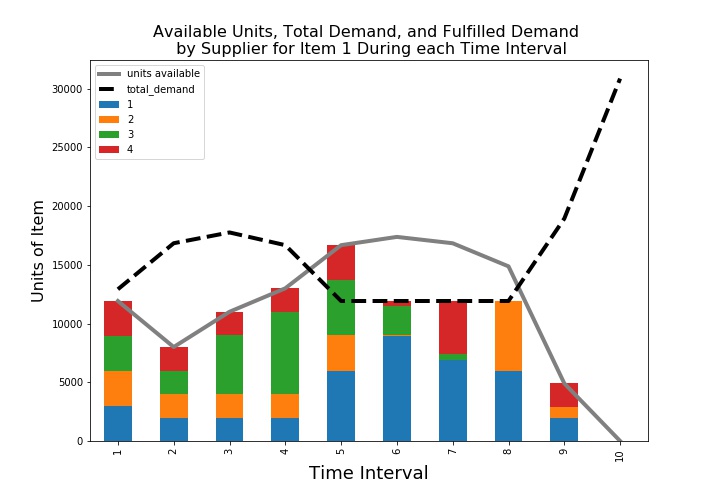 Available Units, Total Demand, and Fulfilled Demand
by Supplier for Item 1 During each Time Interval
units available
total_demand
1
2
3
4
30000
25000
20000
15000
10000
5000
0
Units of Item
1 2 3 4 5 6 7 8 9 10
Time Interval